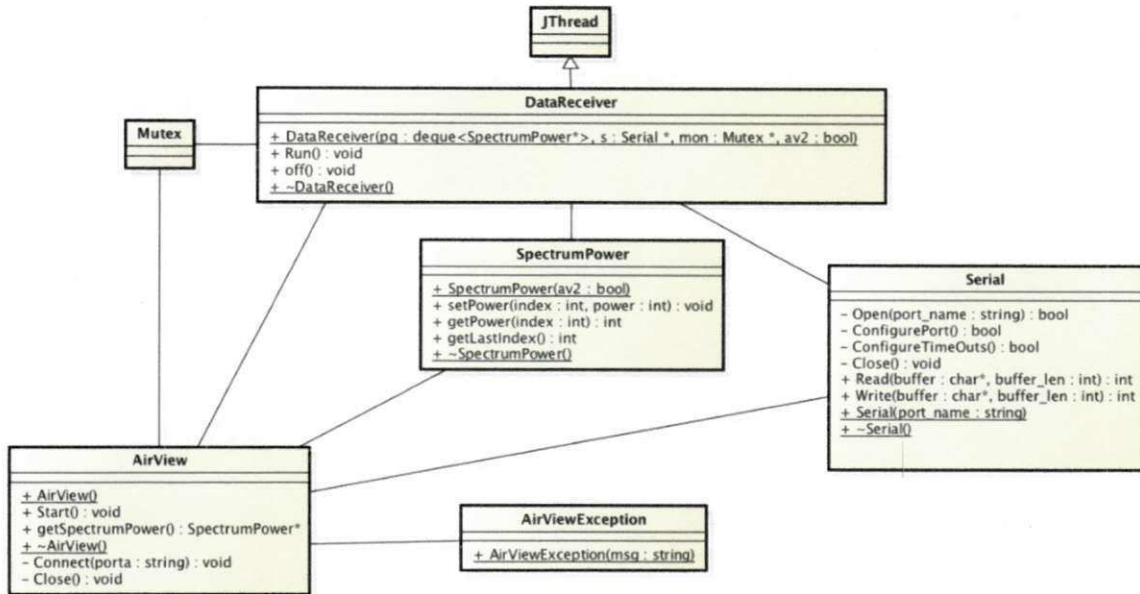 JThread
DataReceiver
+ DataReceiver(pq : deque<SpectrumPower*>, s : Serial *, mon : Mutex *, av2 : bool)
+ Run() : void
+ off() : void
+ ~DataReceiver()
Mutex
SpectrumPower
+ SpectrumPower(av2 : bool)
+ setPower(index : int, power : int) : void
+ getPower(index : int) : int
+ getLastIndex() : int
+ ~SpectrumPower()
Serial
- Open(port_name : string) : bool
- ConfigurePort() : bool
- ConfigureTimeOuts() : bool
- Close() : void
+ Read(buffer : char*, buffer_len : int) : int
+ Write(buffer : char*, buffer_len : int) : int
+ Serial(port_name : string)
+ ~Serial()
AirView
+ AirView()
+ Start() : void
+ getSpectrumPower() : SpectrumPower*
+ ~AirView()
- Connect(porta : string) : void
- Close() : void
AirViewException
+ AirViewException(msg : string)